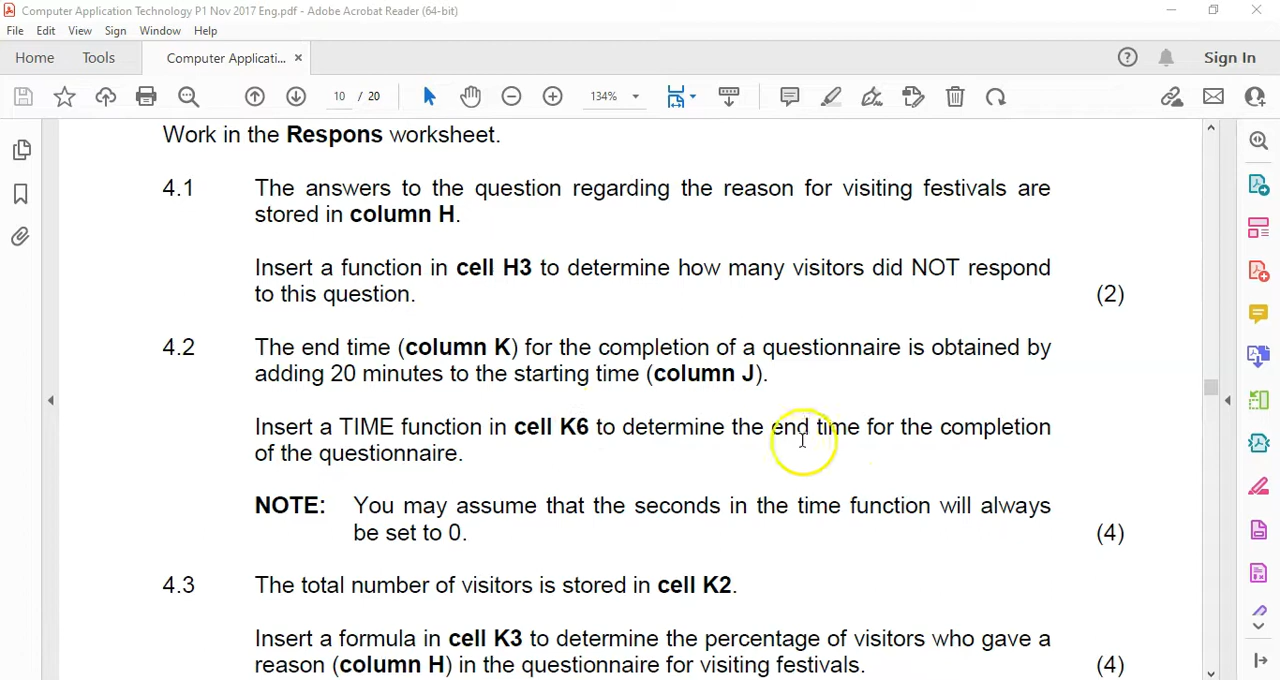 Computer Application Technology P1 Nov 2017 Eng.pdf - Adobe Acrobat Reader (64-bit)
File Edit View Sign Window Help
Home Tools Computer Applicati... × Sign In
10 / 20 134%
Work in the Respons worksheet.
4.1 The answers to the question regarding the reason for visiting festivals are
stored in column H.
Insert a function in cell H3 to determine how many visitors did NOT respond
to this question. (2)
4.2 The end time (column K) for the completion of a questionnaire is obtained by
adding 20 minutes to the starting time (column J).
Insert a TIME function in cell K6 to determine the end time for the completion
of the questionnaire.
NOTE: You may assume that the seconds in the time function will always
be set to 0. (4)
4.3 The total number of visitors is stored in cell K2.
Insert a formula in cell K3 to determine the percentage of visitors who gave a
reason (column H) in the questionnaire for visiting festivals. (4)